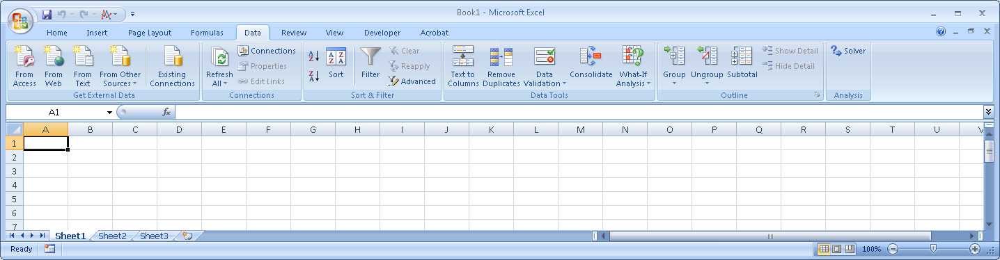 Book1 - Microsoft Excel
Home Insert Page Layout Formulas Data Review View Developer Acrobat
From Access
From Web
From Text
From Other Sources
Existing Connections
Get External Data
Refresh All
Connections
Properties
Edit Links
Connections
A Z
Z A
Sort
Filter
Clear
Reapply
Advanced
Sort & Filter
Text to Columns
Remove Duplicates
Data Validation
Consolidate
What-If Analysis
Data Tools
Group
Ungroup
Subtotal
Show Detail
Hide Detail
Outline
Solver
Analysis
A1 fx
A B C D E F G H I J K L M N O P Q R S T U V
1
2
3
4
5
6
7
Sheet1 Sheet2 Sheet3
Ready 100%